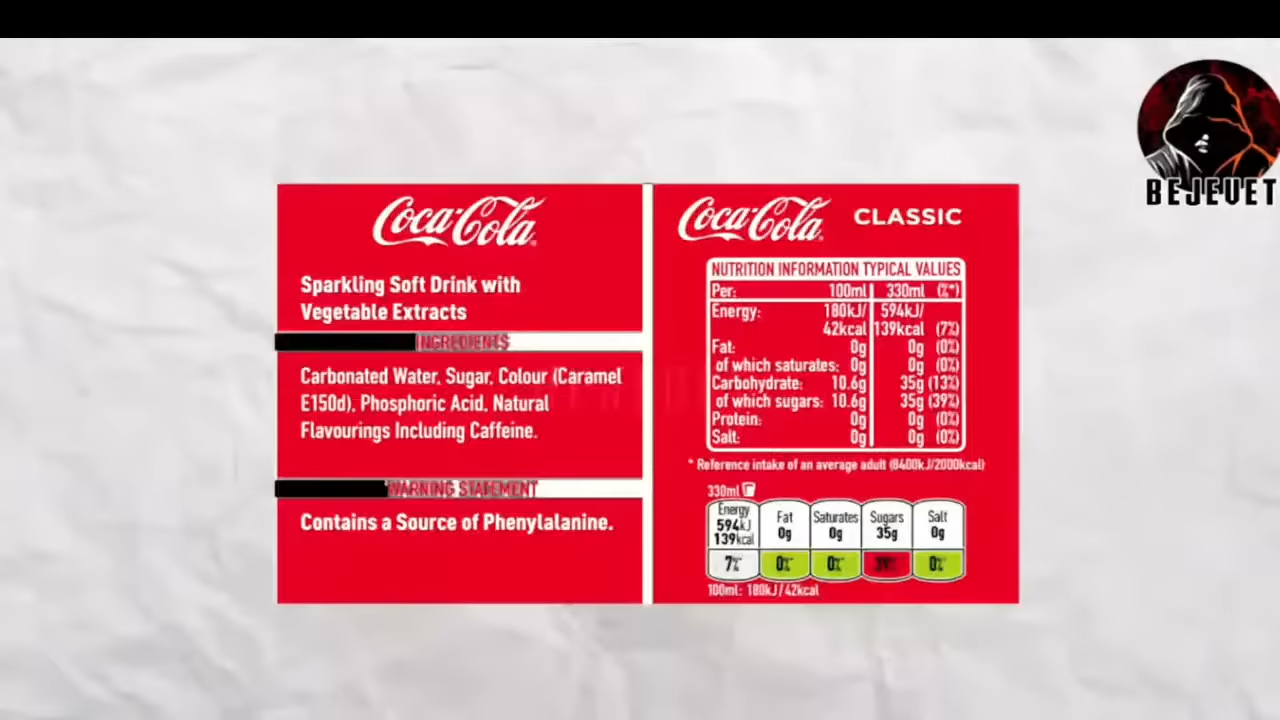 BEJEVET
Coca-Cola
Sparkling Soft Drink with
Vegetable Extracts
INGREDIENTS
Carbonated Water, Sugar, Colour (Caramel
E150d), Phosphoric Acid, Natural
Flavourings Including Caffeine.
WARNING STATEMENT
Contains a Source of Phenylalanine.
Coca-Cola CLASSIC
NUTRITION INFORMATION TYPICAL VALUES
Per: 100ml 330ml (%*)
Energy: 180kJ/ 594kJ/
42kcal 139kcal (7%)
Fat: 0g 0g (0%)
of which saturates: 0g 0g (0%)
Carbohydrate: 10.6g 35g (13%)
of which sugars: 10.6g 35g (39%)
Protein: 0g 0g (0%)
Salt: 0g 0g (0%)
* Reference intake of an average adult (8400kJ/2000kcal)
330ml
Energy Fat Saturates Sugars Salt
594kJ 0g 0g 35g 0g
139kcal
7% 0% 0% 39% 0%
100ml: 180kJ/42kcal